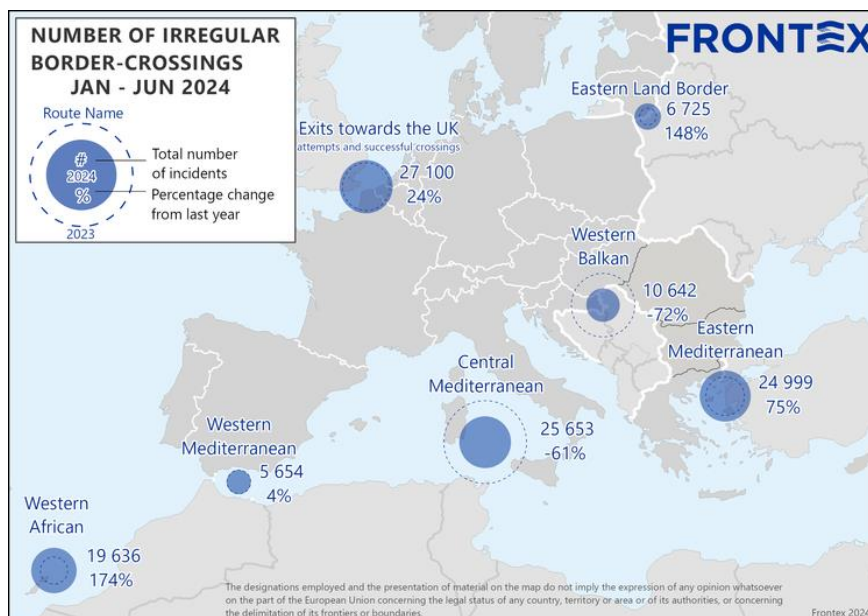 NUMBER OF IRREGULAR
BORDER-CROSSINGS
JAN - JUN 2024
Route Name
#
2024
%
2023
Total number
of incidents
Percentage change
from last year
FRONTEX
Eastern Land Border
6 725
148%
Exits towards the UK
attempts and successful crossings
27 100
24%
Western
Balkan
10 642
-72%
Eastern
Mediterranean
24 999
75%
Central
Mediterranean
25 653
-61%
Western
Mediterranean
5 654
4%
Western
African
19 636
174%
The designations employed and the presentation of material on the map do not imply the expression of any opinion whatsoever
on the part of the European Union concerning the legal status of any country, territory or area or of its authorities, or concerning
the delimitation of its frontiers or boundaries.
Frontex 2024